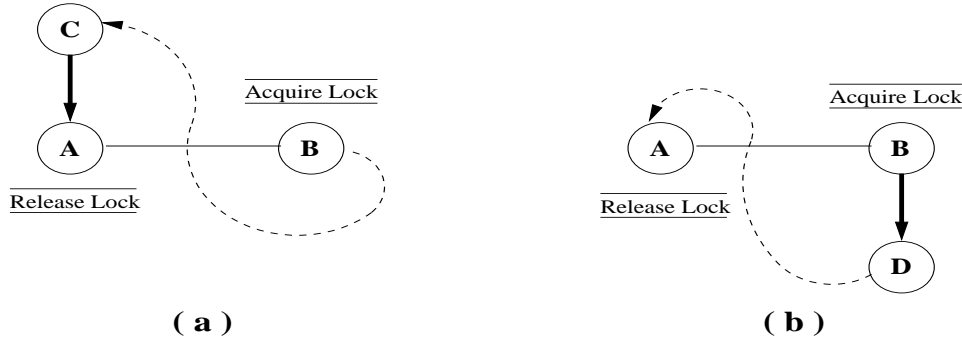 C
Acquire Lock
A
B
Release Lock
( a )
Acquire Lock
A
B
Release Lock
D
( b )